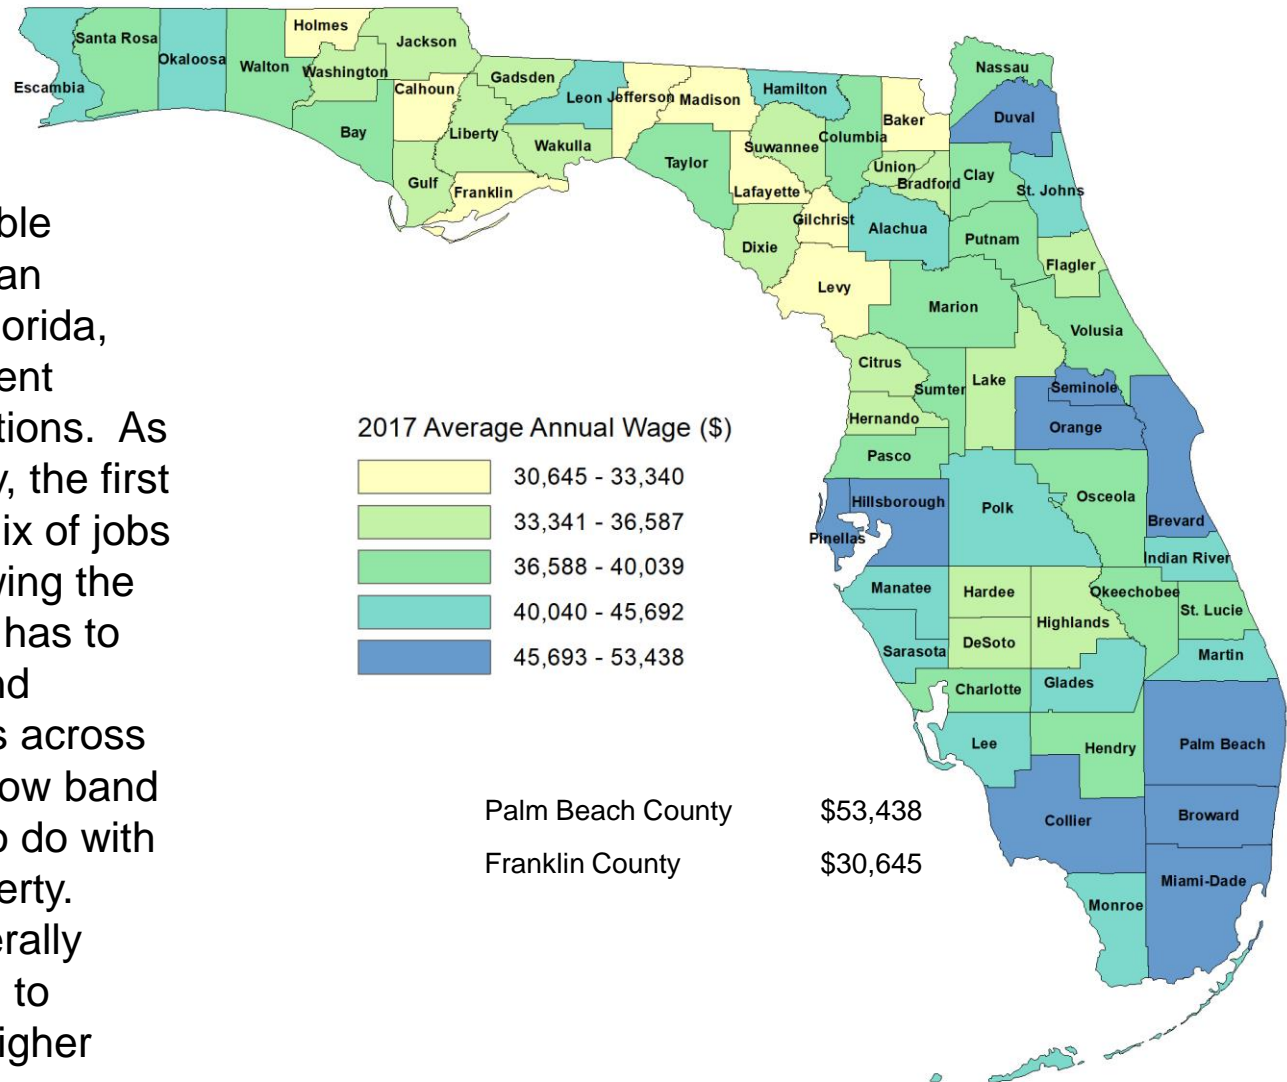 Holmes
Jackson
Santa Rosa
Okaloosa
Walton
Washington
Escambia
Calhoun
Gadsden
Leon
Jefferson
Madison
Hamilton
Nassau
Duval
Baker
Bay
Liberty
Wakulla
Taylor
Suwannee
Columbia
Union
Bradford
Clay
St. Johns
Gulf
Franklin
Lafayette
Gilchrist
Alachua
Putnam
Dixie
Flagler
Levy
Marion
Volusia
Citrus
Sumter
Lake
Seminole
Hernando
Orange
Pasco
Hillsborough
Polk
Osceola
Pinellas
Brevard
Indian River
Manatee
Hardee
Okeechobee
St. Lucie
Highlands
Sarasota
DeSoto
Martin
Charlotte
Glades
Lee
Hendry
Palm Beach
Collier
Broward
Miami-Dade
Monroe
ble
an
orida,
ent
tions. As
y, the first
ix of jobs
ing the
has to
nd
s across
ow band
o do with
erty.
erally
to
igher
2017 Average Annual Wage ($)
30,645 - 33,340
33,341 - 36,587
36,588 - 40,039
40,040 - 45,692
45,693 - 53,438
Palm Beach County $53,438
Franklin County $30,645